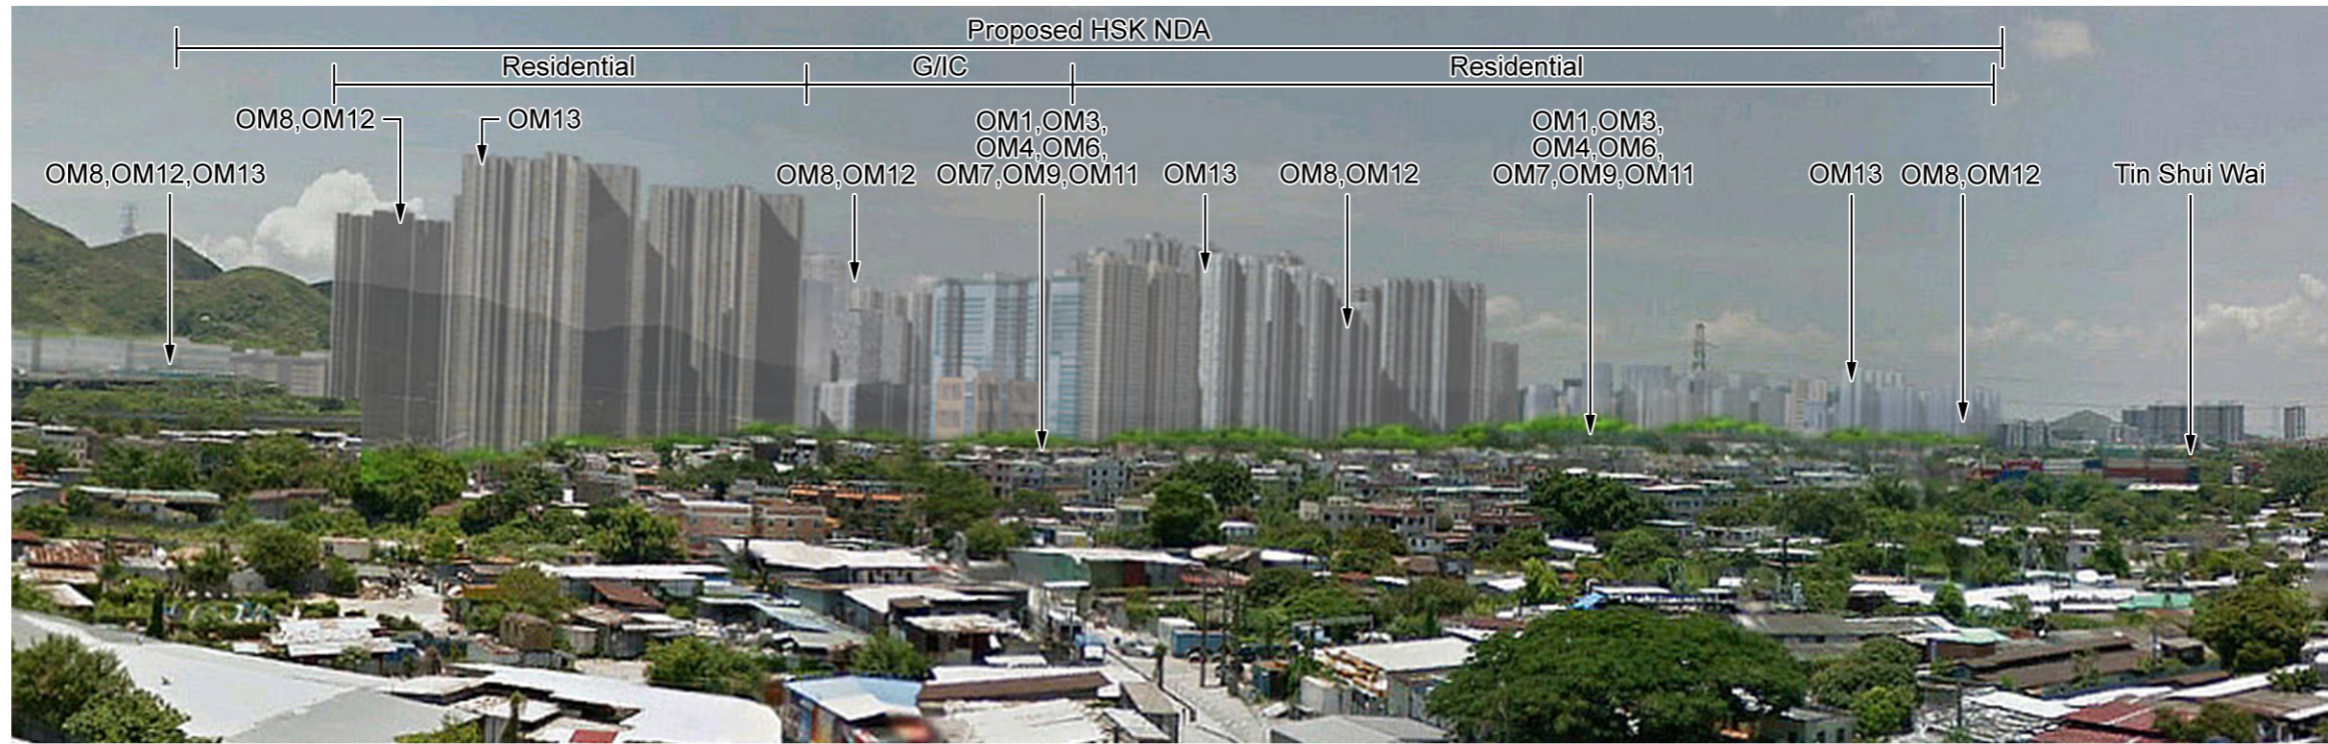 Proposed HSK NDA
Residential
G/IC
Residential
OM8,OM12
OM13
OM1,OM3,
OM4,OM6,
OM7,OM9,OM11
OM1,OM3,
OM4,OM6,
OM7,OM9,OM11
OM8,OM12,OM13
OM8,OM12
OM13
OM8,OM12
OM13
OM8,OM12
Tin Shui Wai